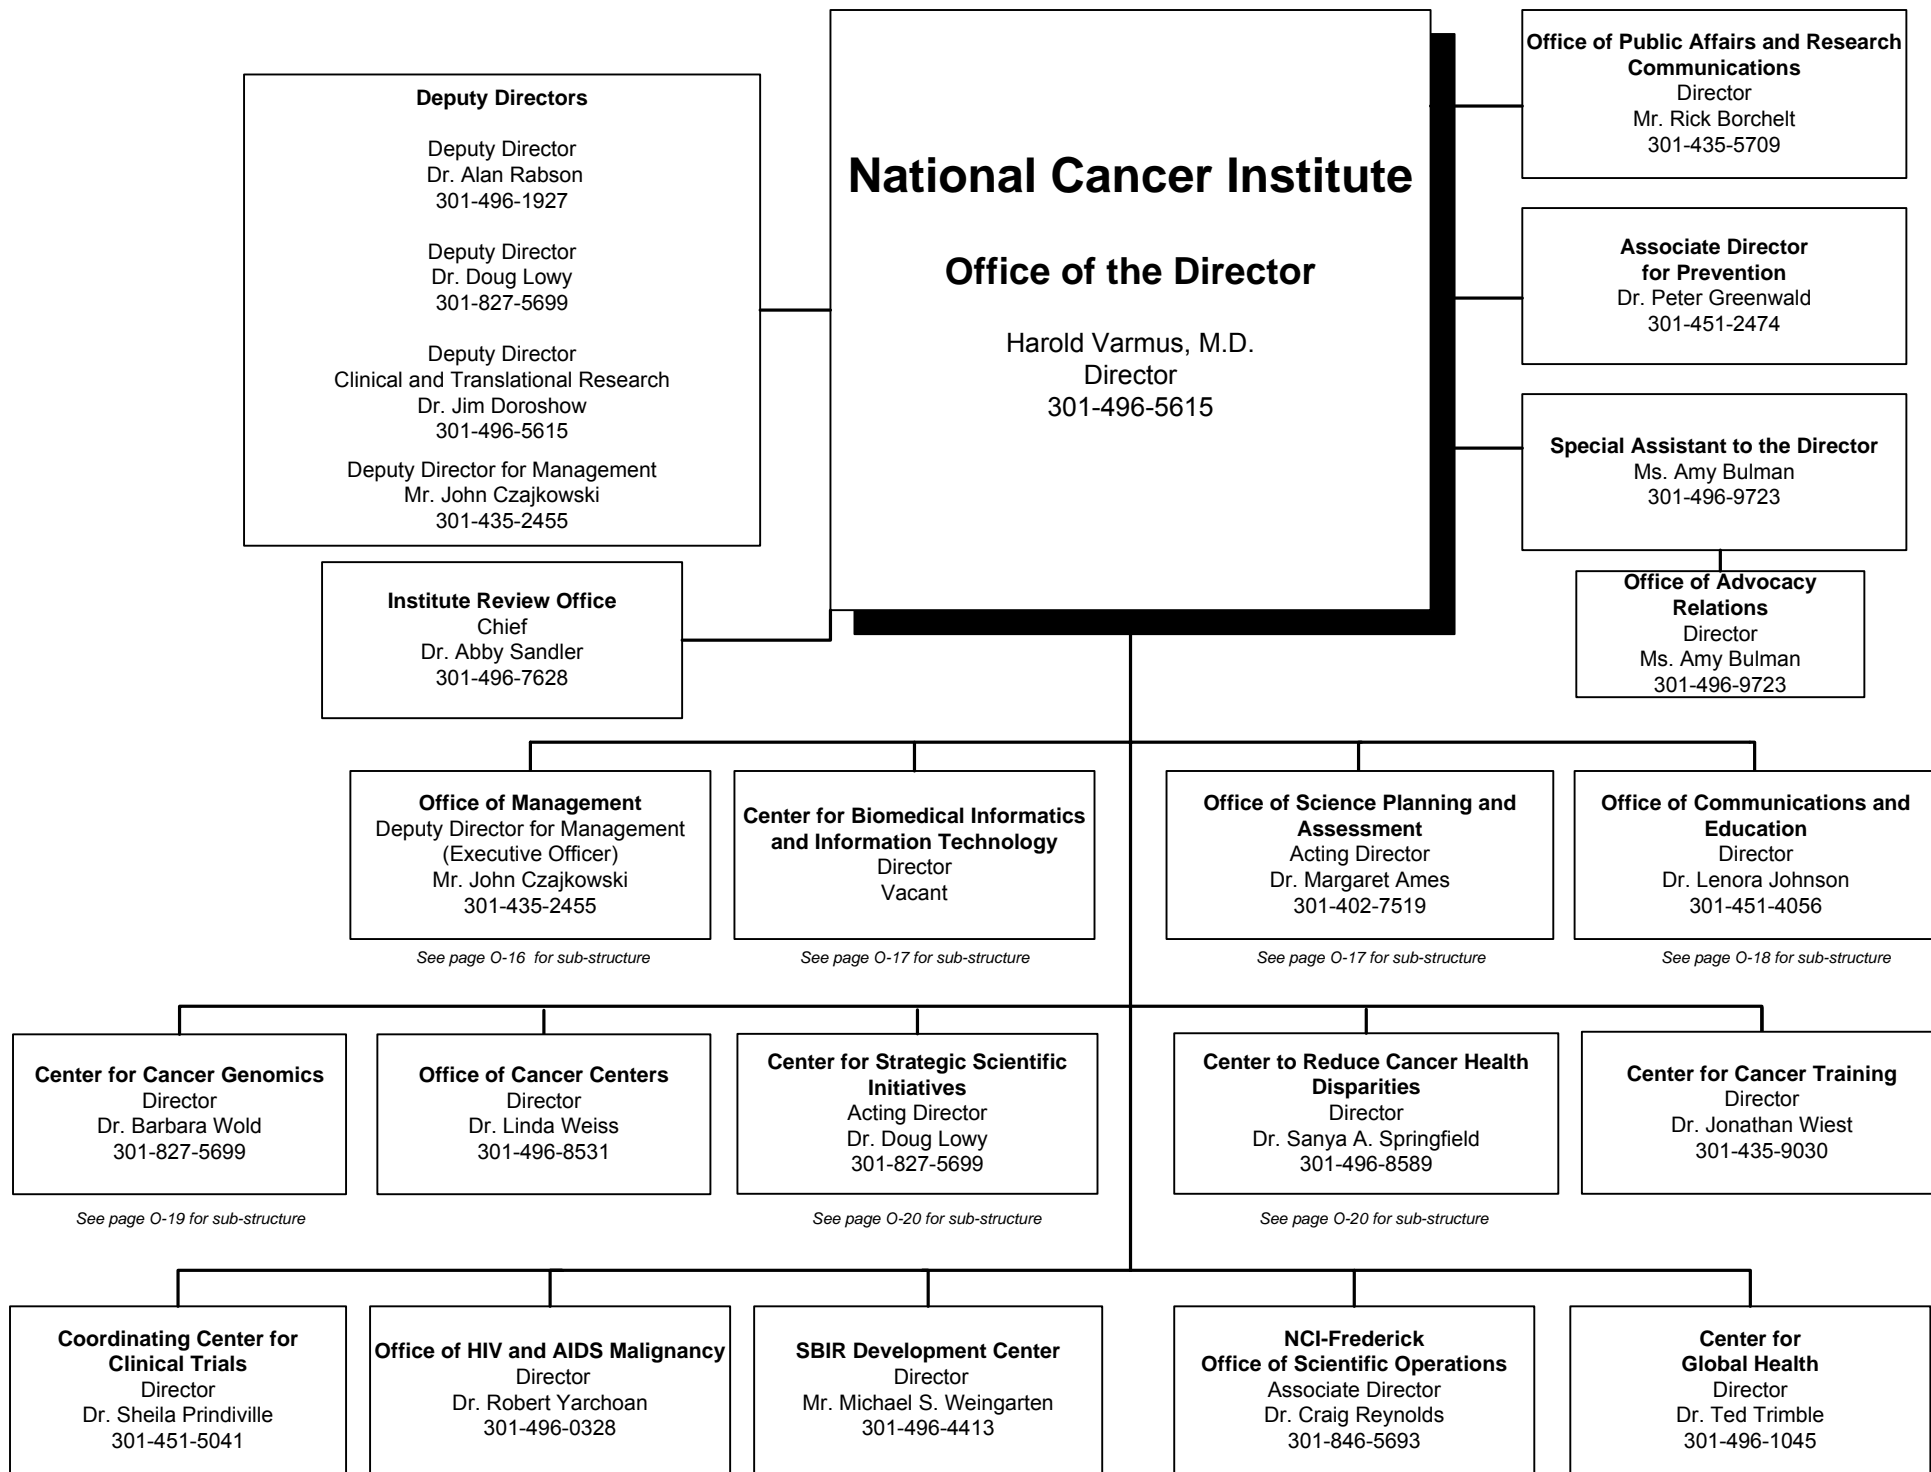 National Cancer Institute
Office of the Director
Harold Varmus, M.D.
Director
301-496-5615
Deputy Directors
Deputy Director
Dr. Alan Rabson
301-496-1927
Deputy Director
Dr. Doug Lowy
301-827-5699
Deputy Director
Clinical and Translational Research
Dr. Jim Doroshow
301-496-5615
Deputy Director for Management
Mr. John Czajkowski
301-435-2455
Institute Review Office
Chief
Dr. Abby Sandler
301-496-7628
Office of Public Affairs and Research
Communications
Director
Mr. Rick Borchelt
301-435-5709
Associate Director
for Prevention
Dr. Peter Greenwald
301-451-2474
Special Assistant to the Director
Ms. Amy Bulman
301-496-9723
Office of Advocacy
Relations
Director
Ms. Amy Bulman
301-496-9723
Office of Management
Deputy Director for Management
(Executive Officer)
Mr. John Czajkowski
301-435-2455
See page O-16 for sub-structure
Center for Biomedical Informatics
and Information Technology
Director
Vacant
See page O-17 for sub-structure
Office of Science Planning and
Assessment
Acting Director
Dr. Margaret Ames
301-402-7519
See page O-17 for sub-structure
Office of Communications and
Education
Director
Dr. Lenora Johnson
301-451-4056
See page O-18 for sub-structure
Center for Cancer Genomics
Director
Dr. Barbara Wold
301-827-5699
See page O-19 for sub-structure
Office of Cancer Centers
Director
Dr. Linda Weiss
301-496-8531
Center for Strategic Scientific
Initiatives
Acting Director
Dr. Doug Lowy
301-827-5699
See page O-20 for sub-structure
Center to Reduce Cancer Health
Disparities
Director
Dr. Sanya A. Springfield
301-496-8589
See page O-20 for sub-structure
Center for Cancer Training
Director
Dr. Jonathan Wiest
301-435-9030
Coordinating Center for
Clinical Trials
Director
Dr. Sheila Prindiville
301-451-5041
Office of HIV and AIDS Malignancy
Director
Dr. Robert Yarchoan
301-496-0328
SBIR Development Center
Director
Mr. Michael S. Weingarten
301-496-4413
NCI-Frederick
Office of Scientific Operations
Associate Director
Dr. Craig Reynolds
301-846-5693
Center for
Global Health
Director
Dr. Ted Trimble
301-496-1045